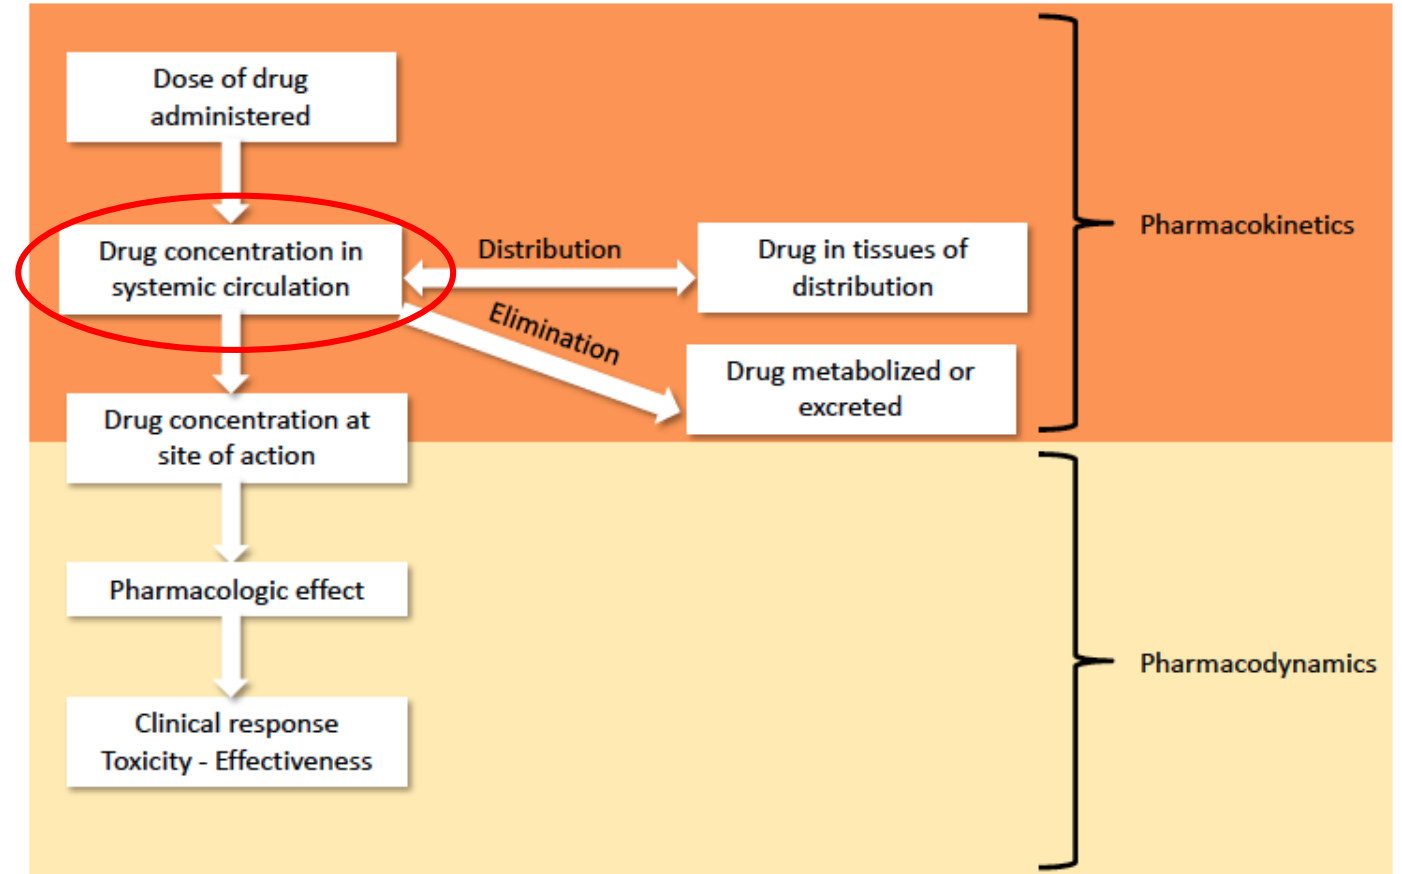 Dose of drug
administered
Drug concentration in
systemic circulation
Distribution
Drug in tissues of
distribution
Elimination
Drug metabolized or
excreted
Pharmacokinetics
Drug concentration at
site of action
Pharmacologic effect
Clinical response
Toxicity - Effectiveness
Pharmacodynamics